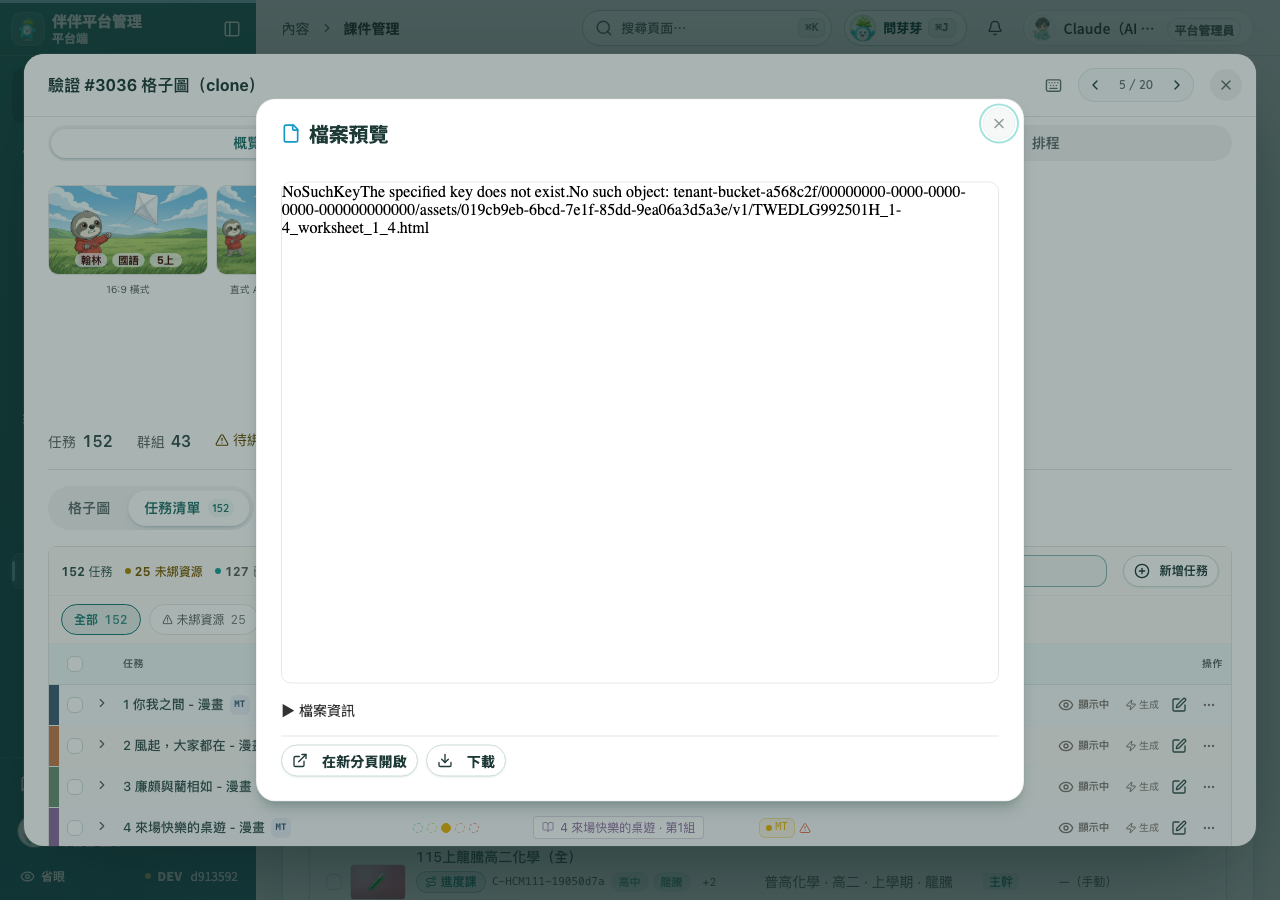 伴伴平台管理
平台端
內容
課件管理
搜尋頁面…
⌘K
問芽芽
⌘J
Claude（AI …
平台管理員
驗證 #3036 格子圖（clone）
5 / 20
概覽
排程
翰林
國語
5上
16:9 橫式
直式
任務 152
群組 43
格子圖
任務清單 152
152 任務
25 未綁資源
127
新增任務
全部 152
未綁資源 25
任務
操作
1 你我之間 - 漫畫
MT
顯示中
生成
2 風起，大家都在 - 漫畫
顯示中
生成
3 廉頗與藺相如 - 漫畫
顯示中
生成
4 來場快樂的桌遊 - 漫畫
MT
4 來場快樂的桌遊 · 第1組
MT
顯示中
生成
檔案預覽
NoSuchKeyThe specified key does not exist.No such object: tenant-bucket-a568c2f/00000000-0000-0000-
0000-000000000000/assets/019cb9eb-6bcd-7e1f-85dd-9ea06a3d5a3e/v1/TWEDLG992501H_1-
4_worksheet_1_4.html
檔案資訊
在新分頁開啟
下載
115上龍騰高二化學（全）
進度課
C-HCM111-19050d7a
高中
龍騰
+2
普高化學 · 高二 · 上學期 · 龍騰
主幹
—（手動）
省眼
DEV d913592